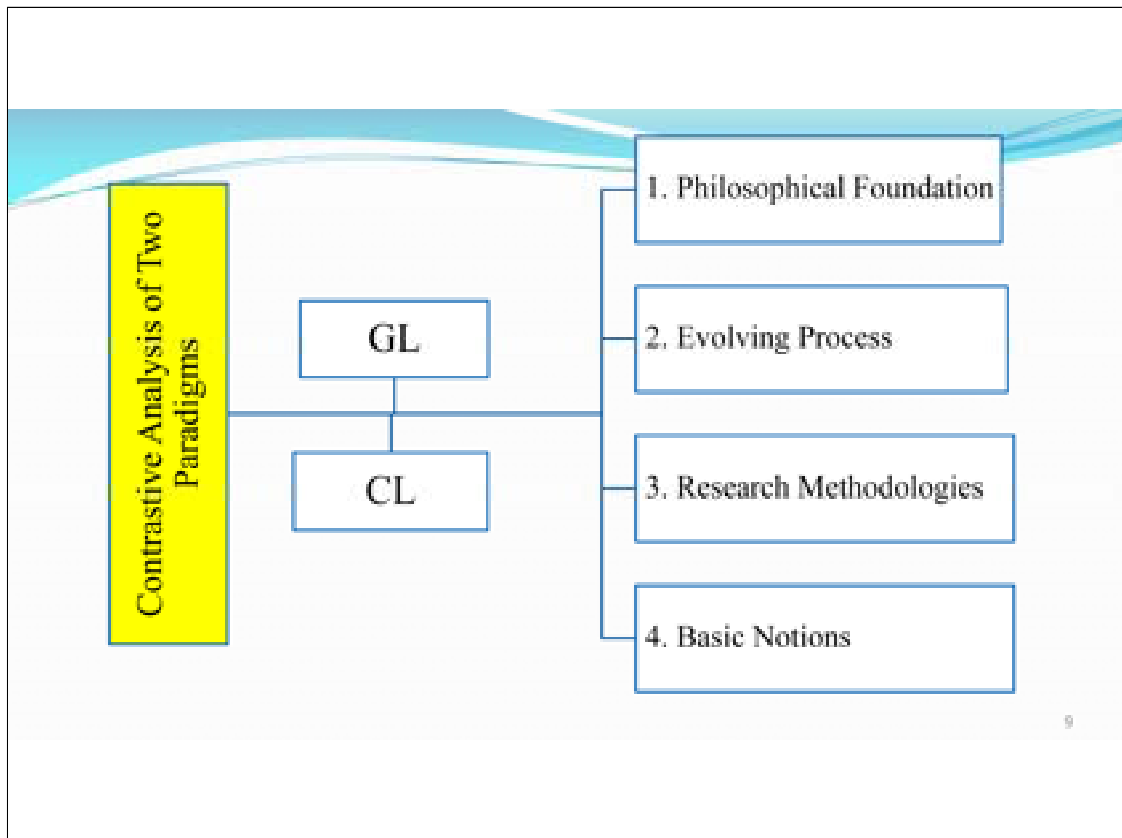 Contrastive Analysis of Two
Paradigms
GL
CL
1. Philosophical Foundation
2. Evolving Process
3. Research Methodologies
4. Basic Notions
9